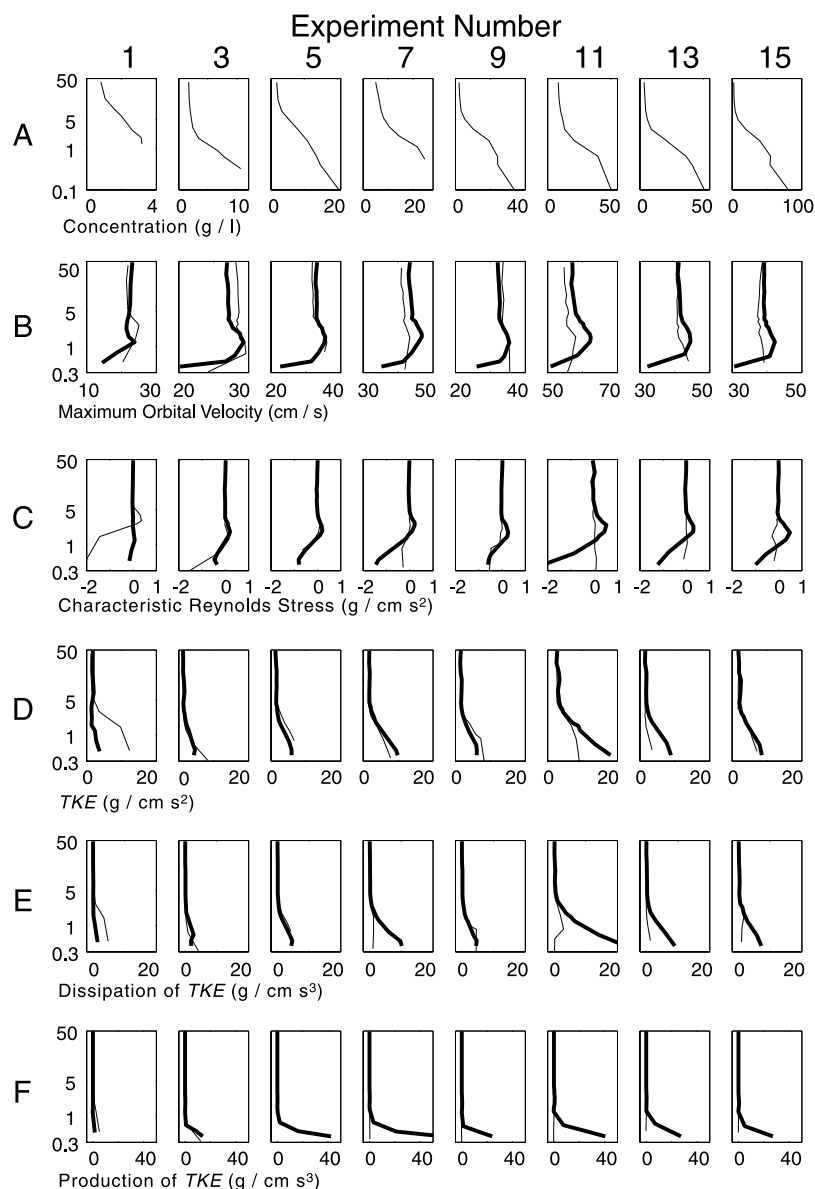 Experiment Number
1 3 5 7 9 11 13 15
A
50
5
1
0.1
0 4 0 10 0 20 0 20 0 40 0 50 0 50 0 100
Concentration (g / l)
B
50
5
1
0.3
10 30 20 30 20 40 30 50 20 40 50 70 30 50 30 50
Maximum Orbital Velocity (cm / s)
C
50
5
1
0.3
-2 0 1 -2 0 1 -2 0 1 -2 0 1 -2 0 1 -2 0 1 -2 0 1 -2 0 1
Characteristic Reynolds Stress (g / cm s²)
D
50
5
1
0.3
0 20 0 20 0 20 0 20 0 20 0 20 0 20 0 20
TKE (g / cm s²)
E
50
5
1
0.3
0 20 0 20 0 20 0 20 0 20 0 20 0 20 0 20
Dissipation of TKE (g / cm s³)
F
50
5
1
0.3
0 40 0 40 0 40 0 40 0 40 0 40 0 40 0 40
Production of TKE (g / cm s³)